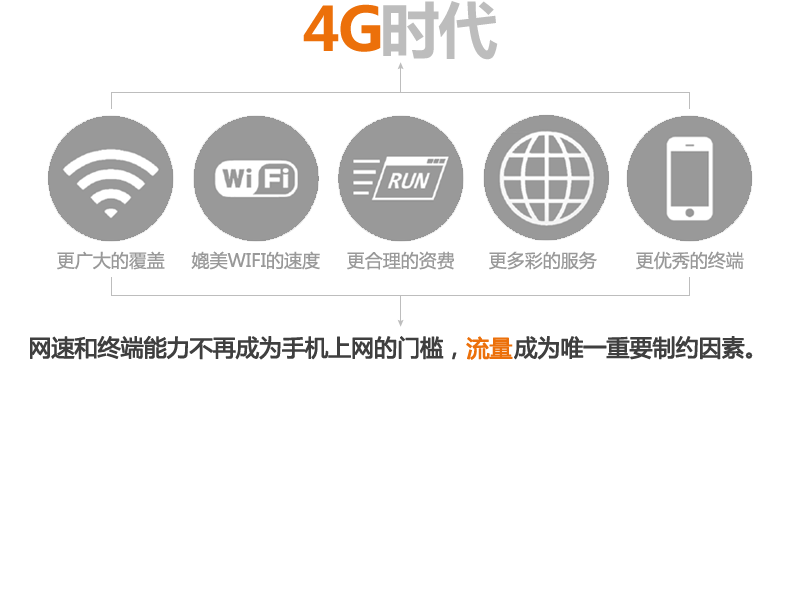 4G时代
WiFi
RUN
更广大的覆盖
媲美WIFI的速度
更合理的资费
更多彩的服务
更优秀的终端
网速和终端能力不再成为手机上网的门槛，流量成为唯一重要制约因素。